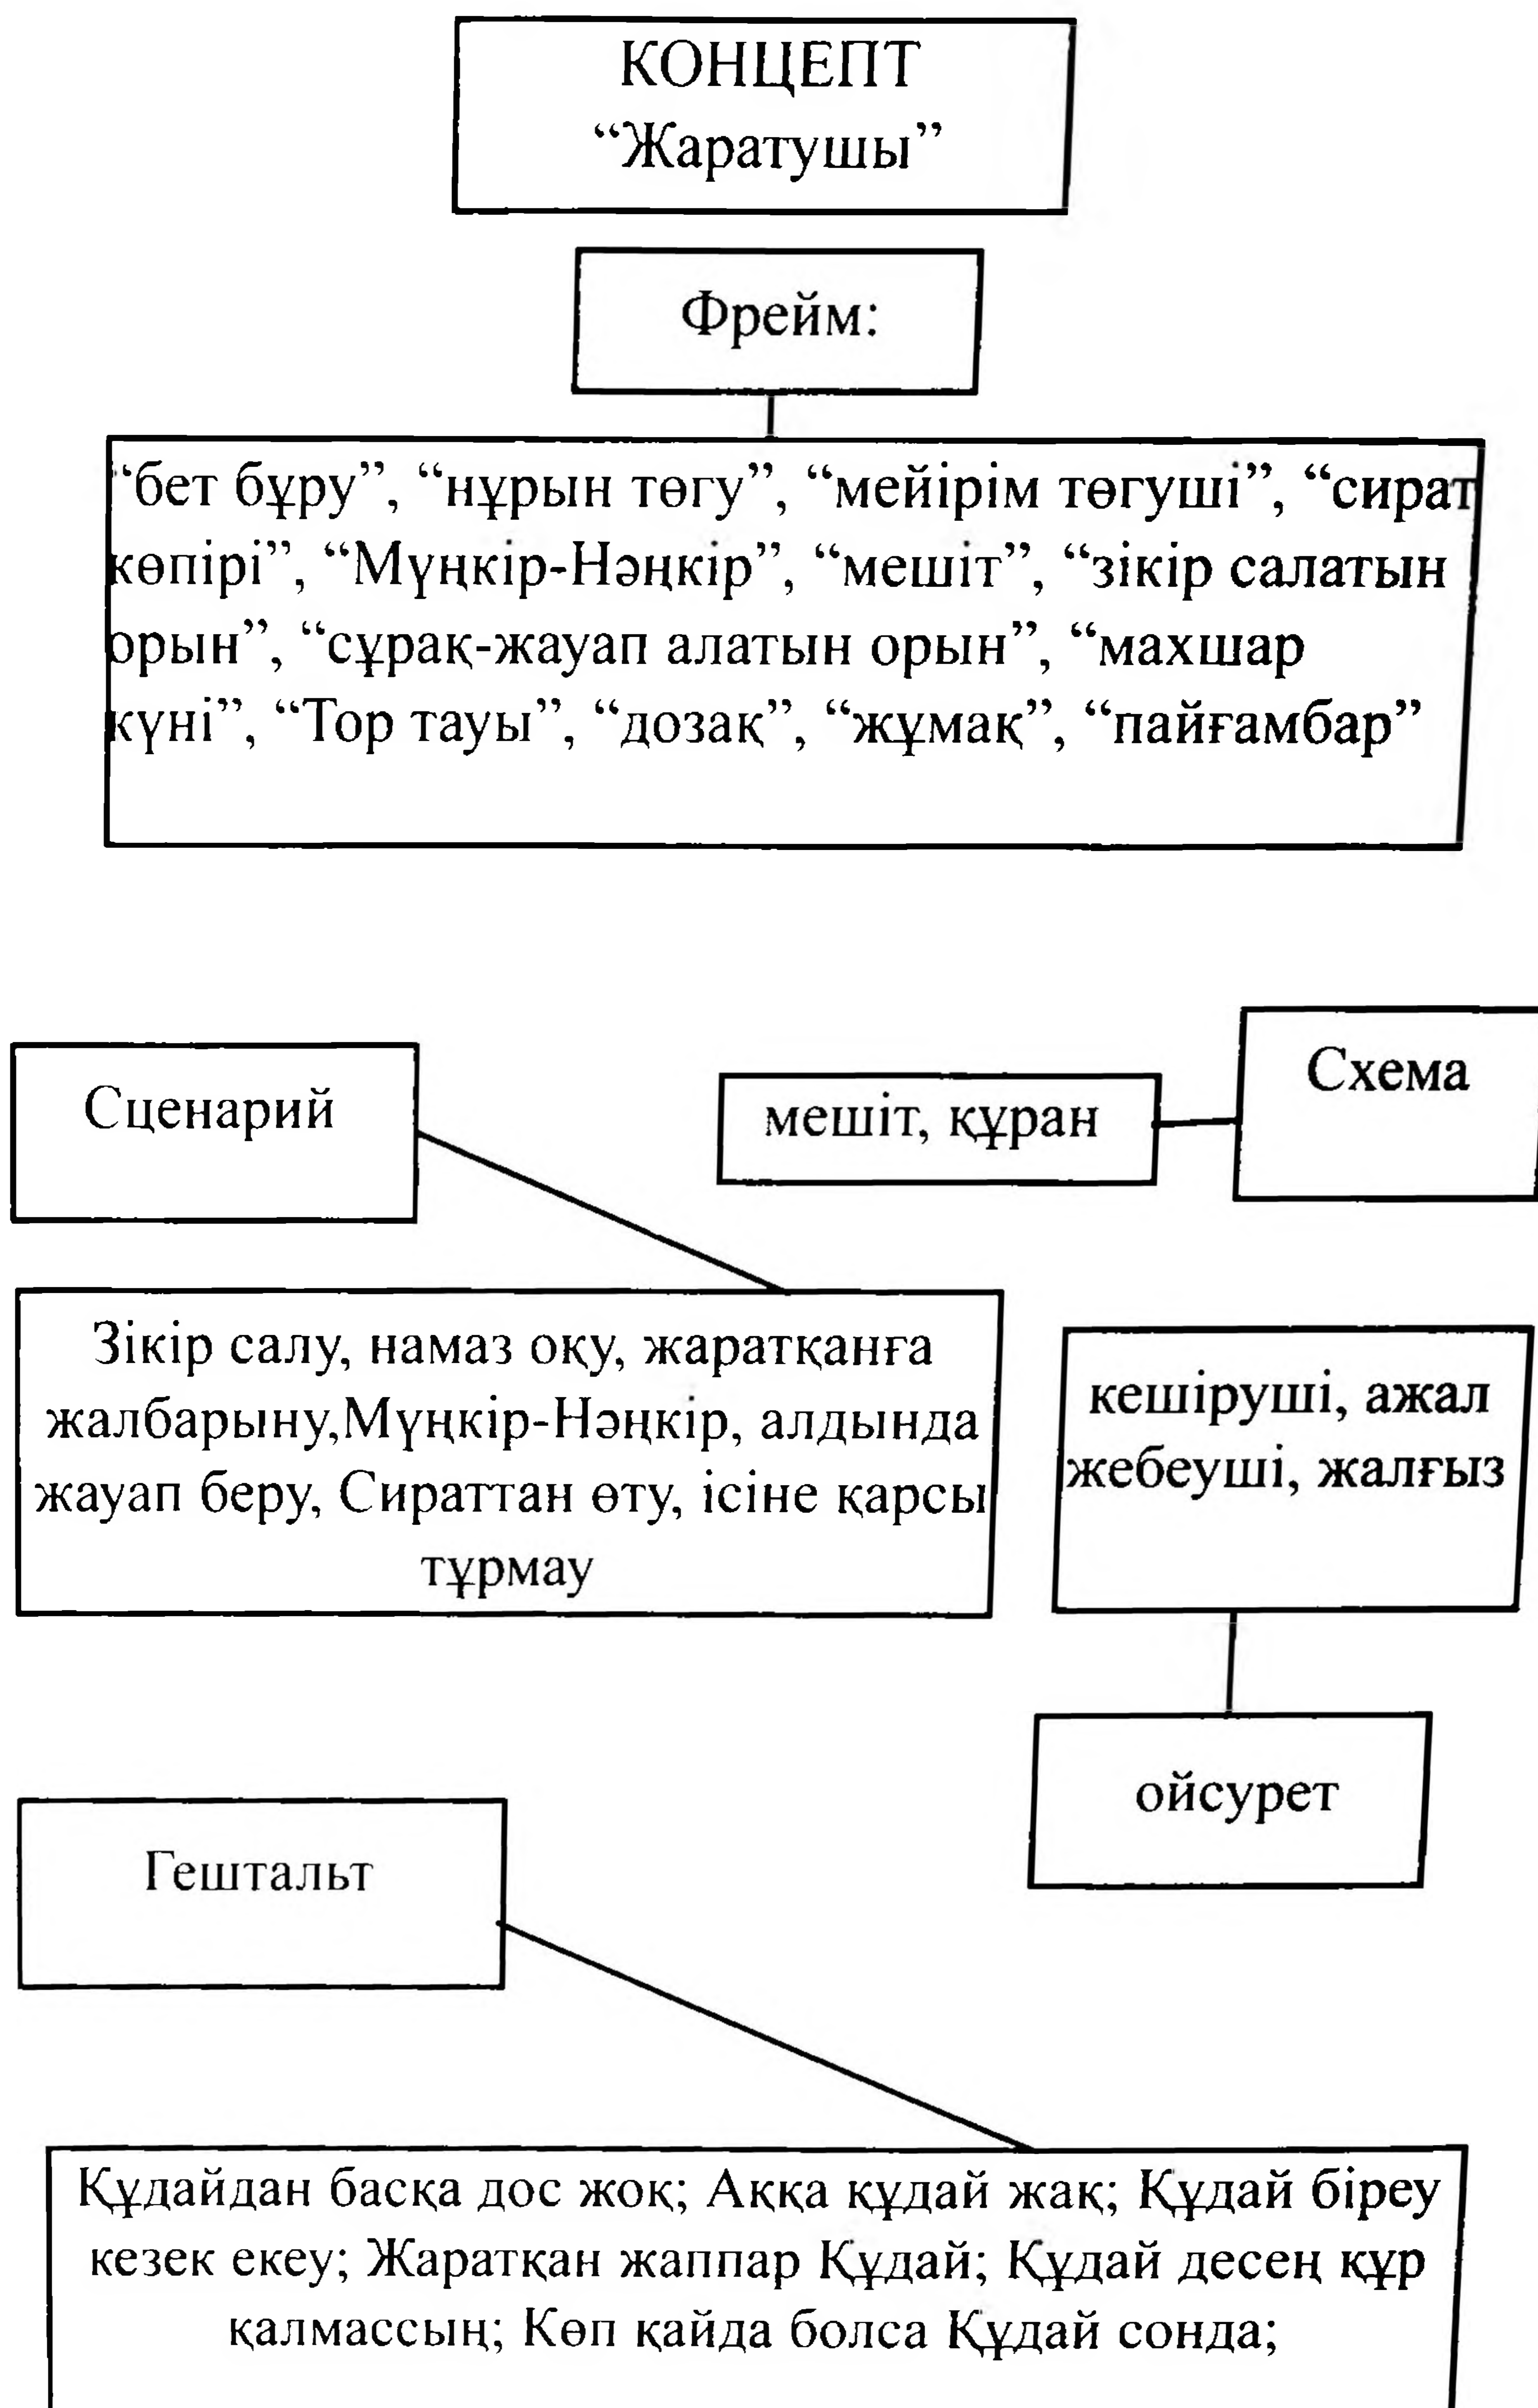 КОНЦЕПТ
“Жаратушы”
Фрейм:
“бет бұру”, “нұрын төгу”, “мейірім төгуші”, “сират
көпірі”, “Мүңкір-Нәңкір”, “мешіт”, “зікір салатын
орын”, “сұрақ-жауап алатын орын”, “махшар
күні”, “Тор тауы”, “дозақ”, “жұмақ”, “пайғамбар”
Сценарий
мешіт, құран
Схема
Зікір салу, намаз оқу, жаратқанға
жалбарыну,Мүңкір-Нәңкір, алдында
жауап беру, Сираттан өту, ісіне қарсы
тұрмау
кешіруші, ажал
жебеуші, жалғыз
ойсурет
Гештальт
Құдайдан басқа дос жоқ; Аққа құдай жақ; Құдай біреу
кезек екеу; Жаратқан жаппар Құдай; Құдай десең құр
қалмассың; Көп қайда болса Құдай сонда;